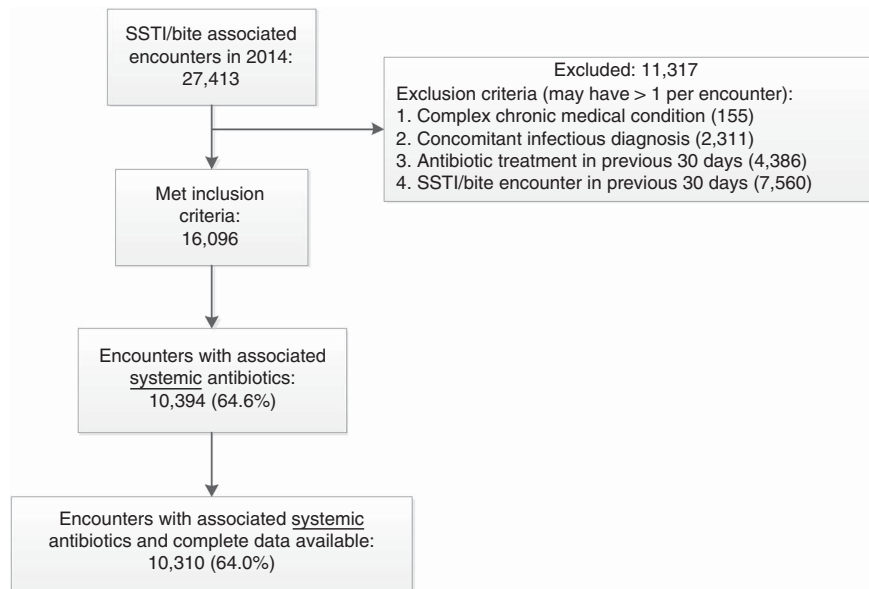 SSTI/bite associated
encounters in 2014:
27,413
Excluded: 11,317
Exclusion criteria (may have > 1 per encounter):
1. Complex chronic medical condition (155)
2. Concomitant infectious diagnosis (2,311)
3. Antibiotic treatment in previous 30 days (4,386)
4. SSTI/bite encounter in previous 30 days (7,560)
Met inclusion
criteria:
16,096
Encounters with associated
systemic antibiotics:
10,394 (64.6%)
Encounters with associated systemic
antibiotics and complete data available:
10,310 (64.0%)